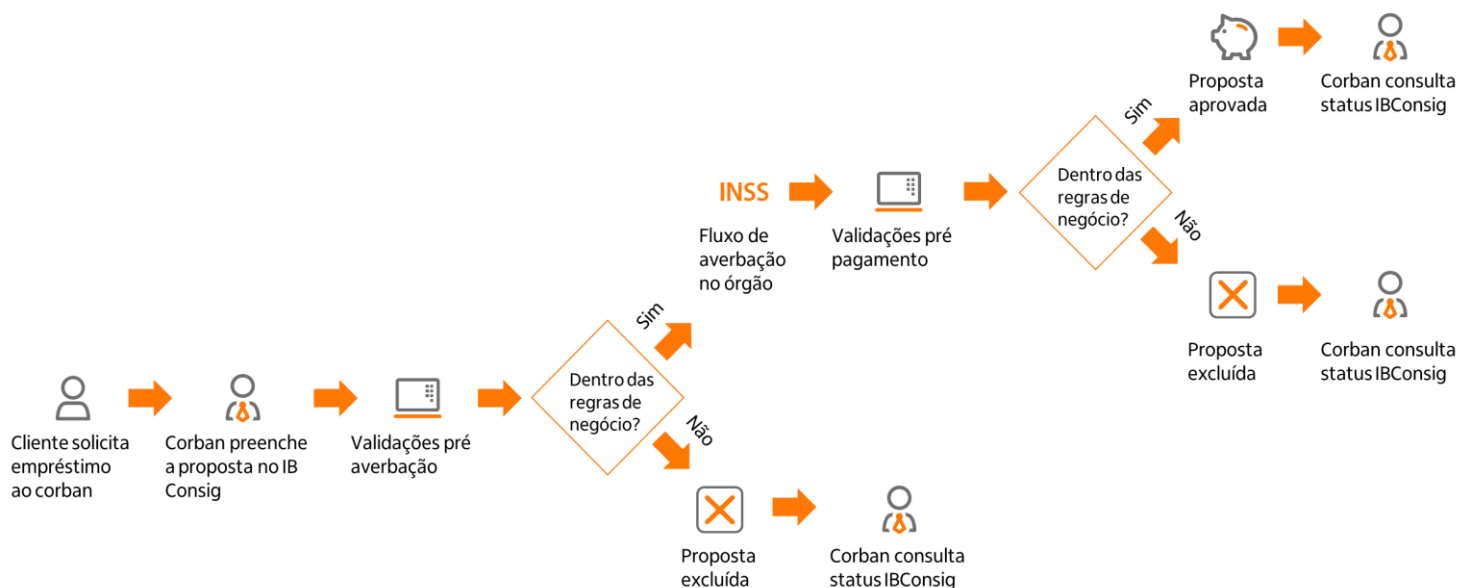 Cliente solicita
empréstimo
ao corban
Corban preenche
a proposta no IB
Consig
Validações pré
averbação
Dentro das
regras de
negócio?
Sim
Não
Proposta
excluída
Corban consulta
status IBConsig
INSS
Fluxo de
averbação
no órgão
Validações pré
pagamento
Dentro das
regras de
negócio?
Sim
Não
Proposta
aprovada
Corban consulta
status IBConsig
Proposta
excluída
Corban consulta
status IBConsig